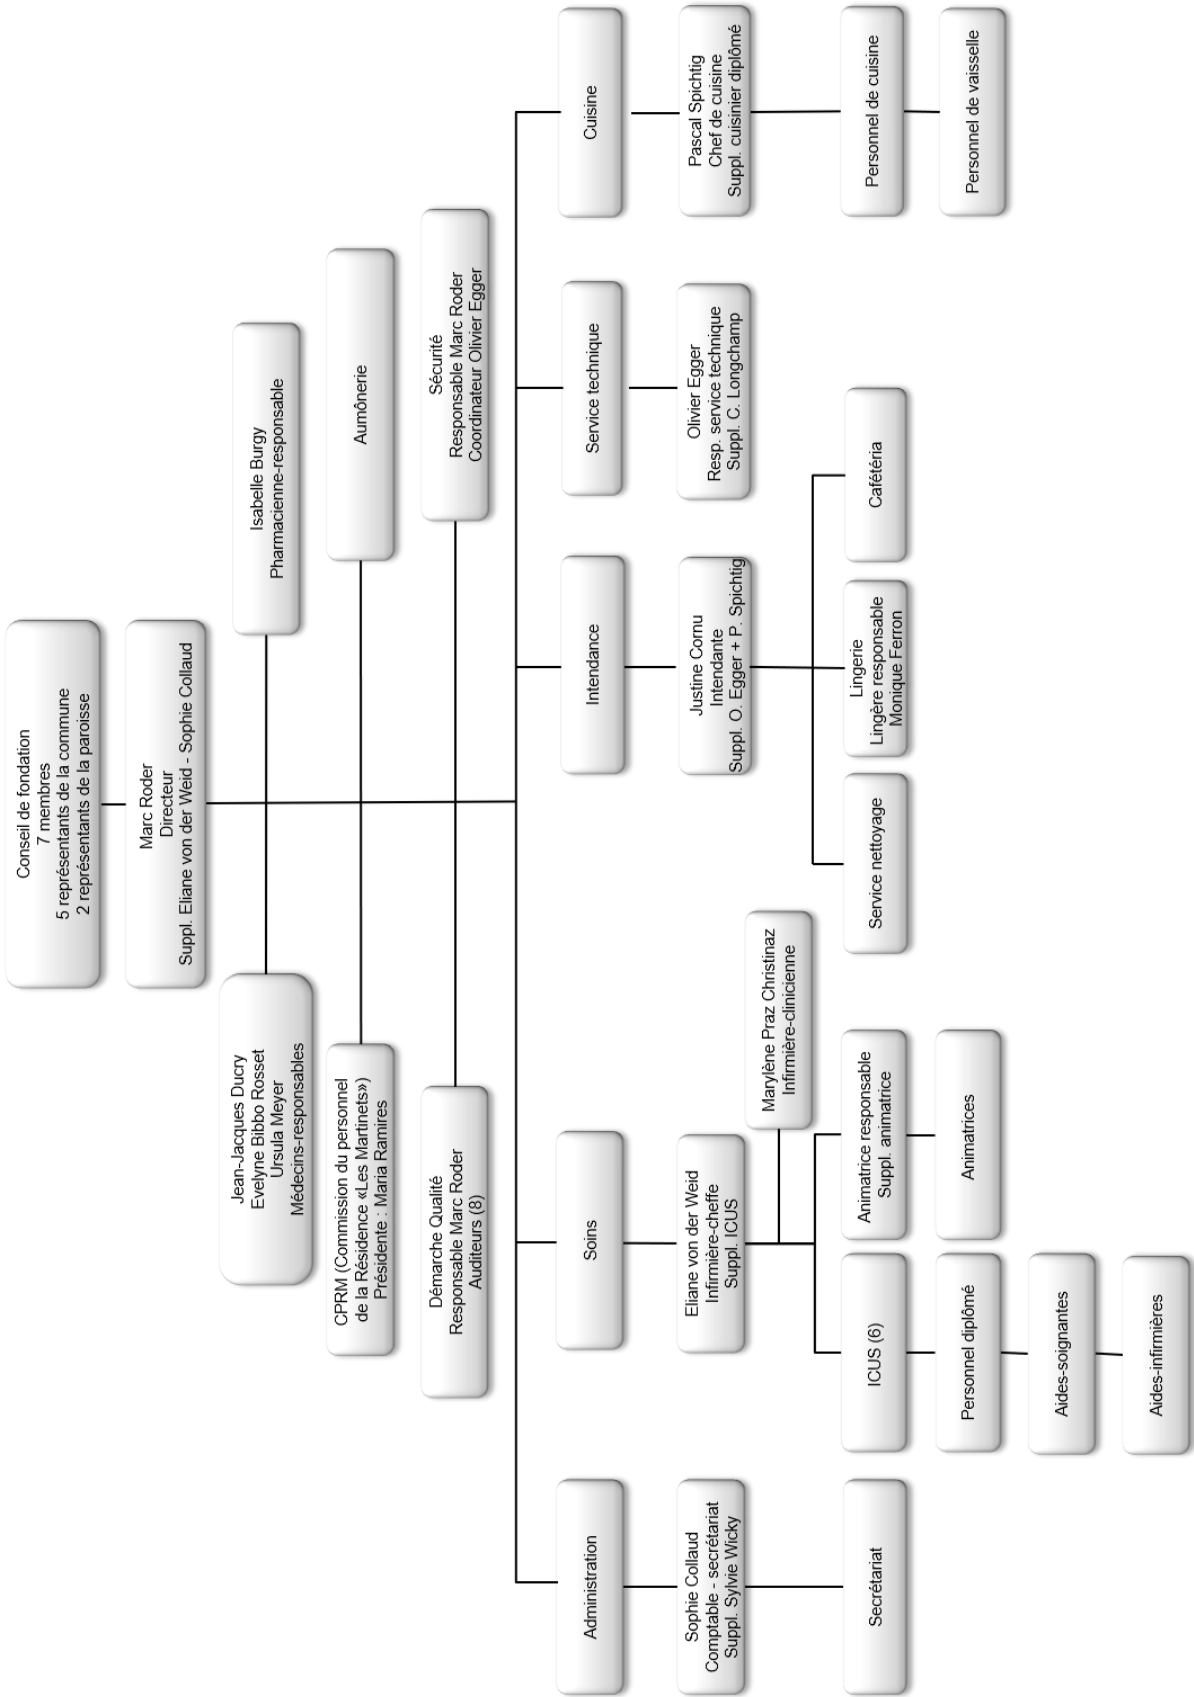 Conseil de fondation
7 membres
5 représentants de la commune
2 représentants de la paroisse
Marc Roder
Directeur
Suppl. Eliane von der Weid - Sophie Collaud
Jean-Jacques Ducry
Evelyne Bibbo Rosset
Ursula Meyer
Médecins-responsables
Isabelle Burgy
Pharmacienne-responsable
CPRM (Commission du personnel
de la Résidence «Les Martinets»)
Présidente : Maria Ramires
Aumônerie
Démarche Qualité
Responsable Marc Roder
Auditeurs (8)
Sécurité
Responsable Marc Roder
Coordinateur Olivier Egger
Administration
Soins
Intendance
Service technique
Cuisine
Sophie Collaud
Comptable - secrétariat
Suppl. Sylvie Wicky
Eliane von der Weid
Infirmière-cheffe
Suppl. ICUS
Justine Cornu
Intendante
Suppl. O. Egger + P. Spichtig
Olivier Egger
Resp. service technique
Suppl. C. Longchamp
Pascal Spichtig
Chef de cuisine
Suppl. cuisinier diplômé
Marylène Praz Christinaz
Infirmière-clinicienne
Secrétariat
ICUS (6)
Animatrice responsable
Suppl. animatrice
Service nettoyage
Lingerie
Lingère responsable
Monique Ferron
Cafétéria
Personnel de cuisine
Personnel diplômé
Animatrices
Personnel de vaisselle
Aides-soignantes
Aides-infirmières